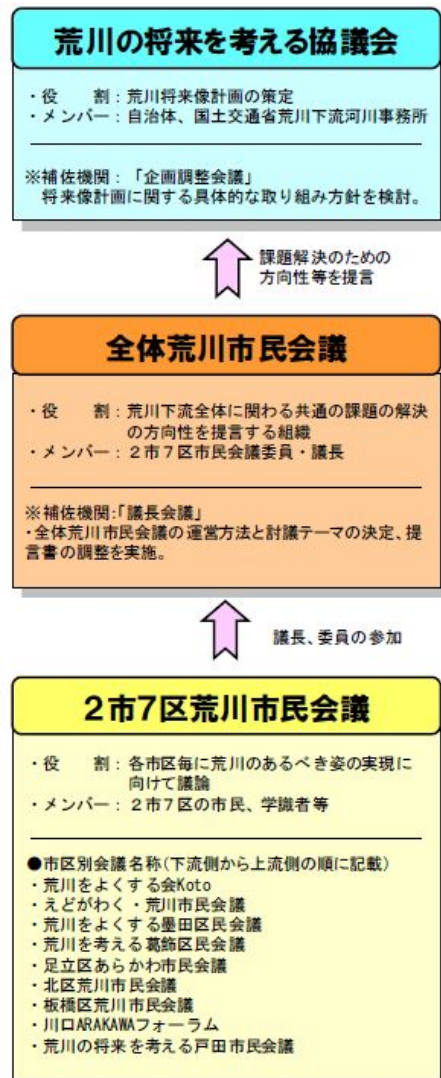 荒川の将来を考える協議会
・役　　割：荒川将来像計画の策定
・メンバー：自治体、国土交通省荒川下流河川事務所
※補佐機関：「企画調整会議」
将来像計画に関する具体的な取り組み方針を検討。
課題解決のための
方向性等を提言
全体荒川市民会議
・役　　割：荒川下流全体に関わる共通の課題の解決
の方向性を提言する組織
・メンバー：２市７区市民会議委員・議長
※補佐機関：「議長会議」
・全体荒川市民会議の運営方法と討議テーマの決定、提
言書の調整を実施。
議長、委員の参加
２市７区荒川市民会議
・役　　割：各市区毎に荒川のあるべき姿の実現に
向けて議論
・メンバー：２市７区の市民、学識者等
●市区別会議名称（下流側から上流側の順に記載）
・荒川をよくする会Koto
・えどがわく・荒川市民会議
・荒川をよくする墨田区民会議
・荒川を考える葛飾区民会議
・足立区あらかわ市民会議
・北区荒川市民会議
・板橋区荒川市民会議
・川口ARAKAWAフォーラム
・荒川の将来を考える戸田市民会議